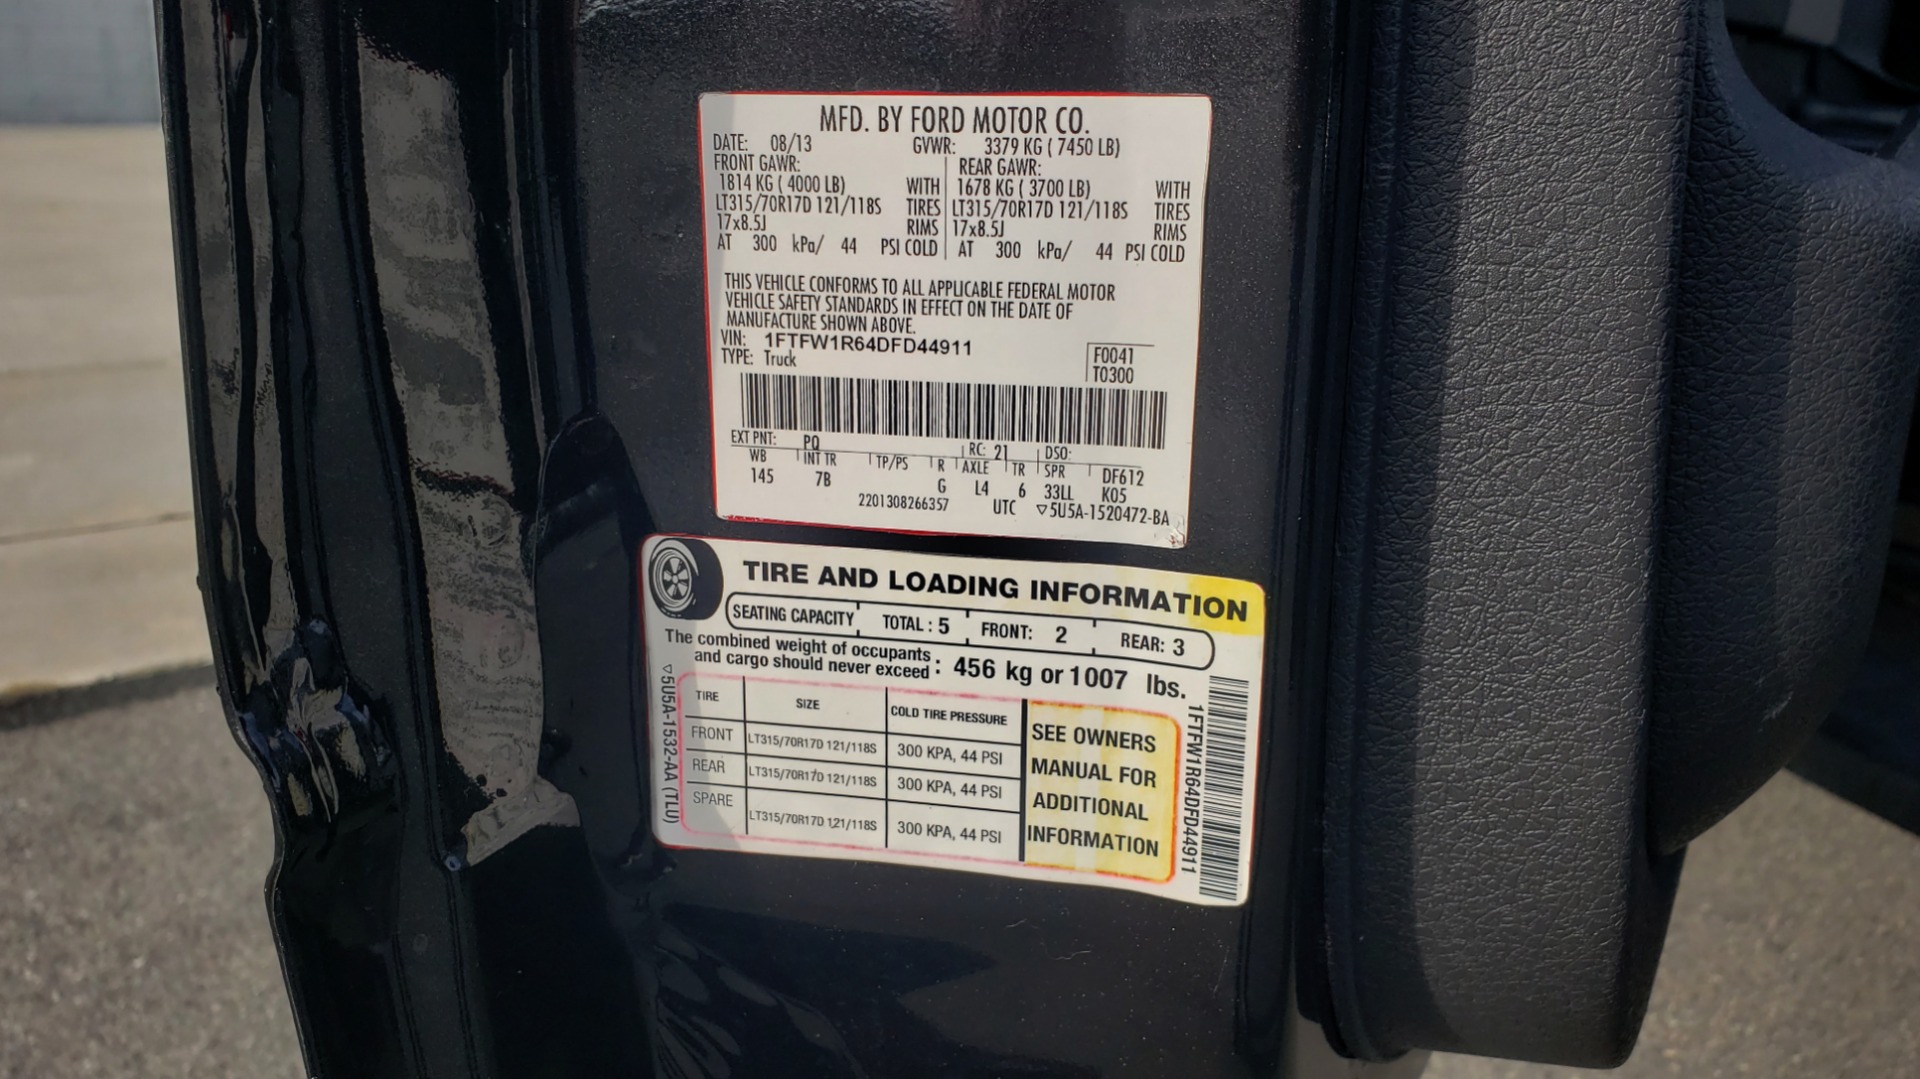 MFD. BY FORD MOTOR CO.
DATE: 08/13 GVWR: 3379 KG ( 7450 LB)
FRONT GAWR: REAR GAWR:
1814 KG ( 4000 LB) WITH 1678 KG ( 3700 LB) WITH
LT315/70R17D 121/118S TIRES LT315/70R17D 121/118S TIRES
17x8.5J RIMS 17x8.5J RIMS
AT 300 kPa/ 44 PSI COLD AT 300 kPa/ 44 PSI COLD
THIS VEHICLE CONFORMS TO ALL APPLICABLE FEDERAL MOTOR
VEHICLE SAFETY STANDARDS IN EFFECT ON THE DATE OF
MANUFACTURE SHOWN ABOVE.
VIN: 1FTFW1R64DFD44911
TYPE: Truck
F0041
T0300
EXT PNT: PQ RC: 21 DSO:
WB INT TR TP/PS R AXLE TR SPR DF612
145 7B G L4 6 33LL K05
2201308266357 UTC ▽5U5A-1520472-BA
TIRE AND LOADING INFORMATION
SEATING CAPACITY TOTAL : 5 FRONT: 2 REAR: 3
The combined weight of occupants
and cargo should never exceed : 456 kg or 1007 lbs.
TIRE SIZE COLD TIRE PRESSURE
FRONT LT315/70R17D 121/118S 300 KPA, 44 PSI
REAR LT315/70R17D 121/118S 300 KPA, 44 PSI
SPARE LT315/70R17D 121/118S 300 KPA, 44 PSI
SEE OWNERS
MANUAL FOR
ADDITIONAL
INFORMATION
▽5U5A-1532-AA (TLU)
1FTFW1R64DFD44911